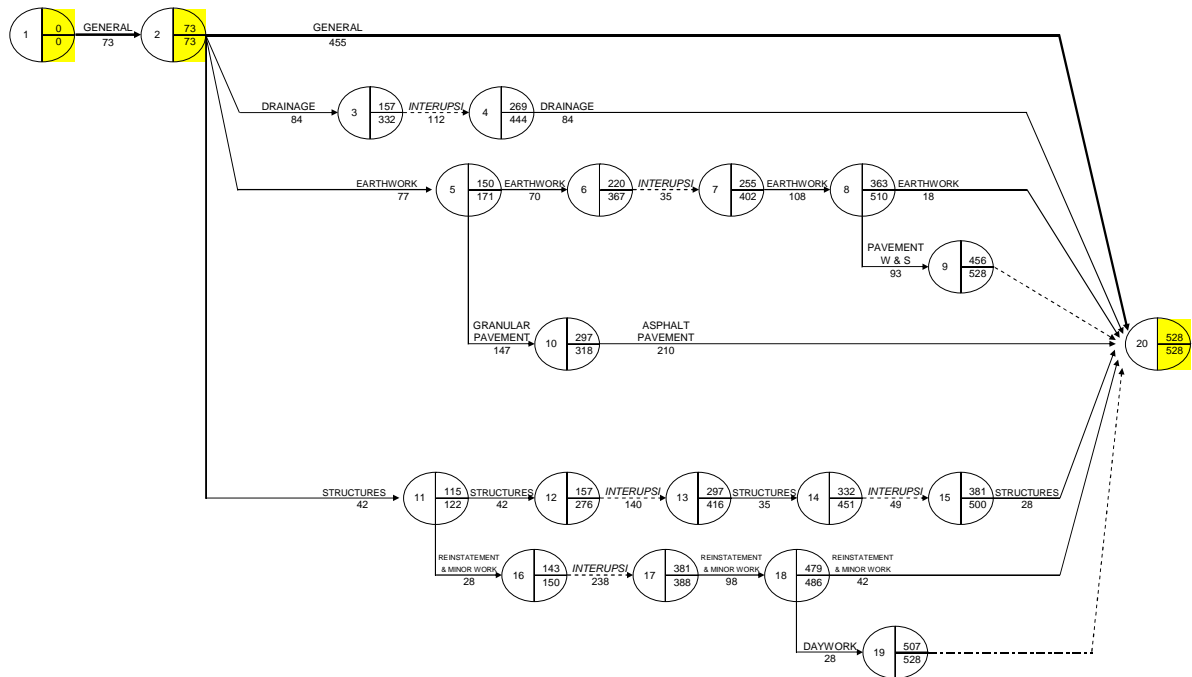 GENERAL
73
1
0
0
2
73
73
GENERAL
455
DRAINAGE
84
3
157
332
INTERUPSI
112
4
269
444
DRAINAGE
84
EARTHWORK
77
5
150
171
EARTHWORK
70
6
220
367
INTERUPSI
35
7
255
402
EARTHWORK
108
8
363
510
EARTHWORK
18
PAVEMENT
W & S
93
9
456
528
GRANULAR
PAVEMENT
147
10
297
318
ASPHALT
PAVEMENT
210
20
528
528
STRUCTURES
42
11
115
122
STRUCTURES
42
12
157
276
INTERUPSI
140
13
297
416
STRUCTURES
35
14
332
451
INTERUPSI
49
15
381
500
STRUCTURES
28
REINSTATEMENT
& MINOR WORK
28
16
143
150
INTERUPSI
238
17
381
388
REINSTATEMENT
& MINOR WORK
98
18
479
486
REINSTATEMENT
& MINOR WORK
42
DAYWORK
28
19
507
528